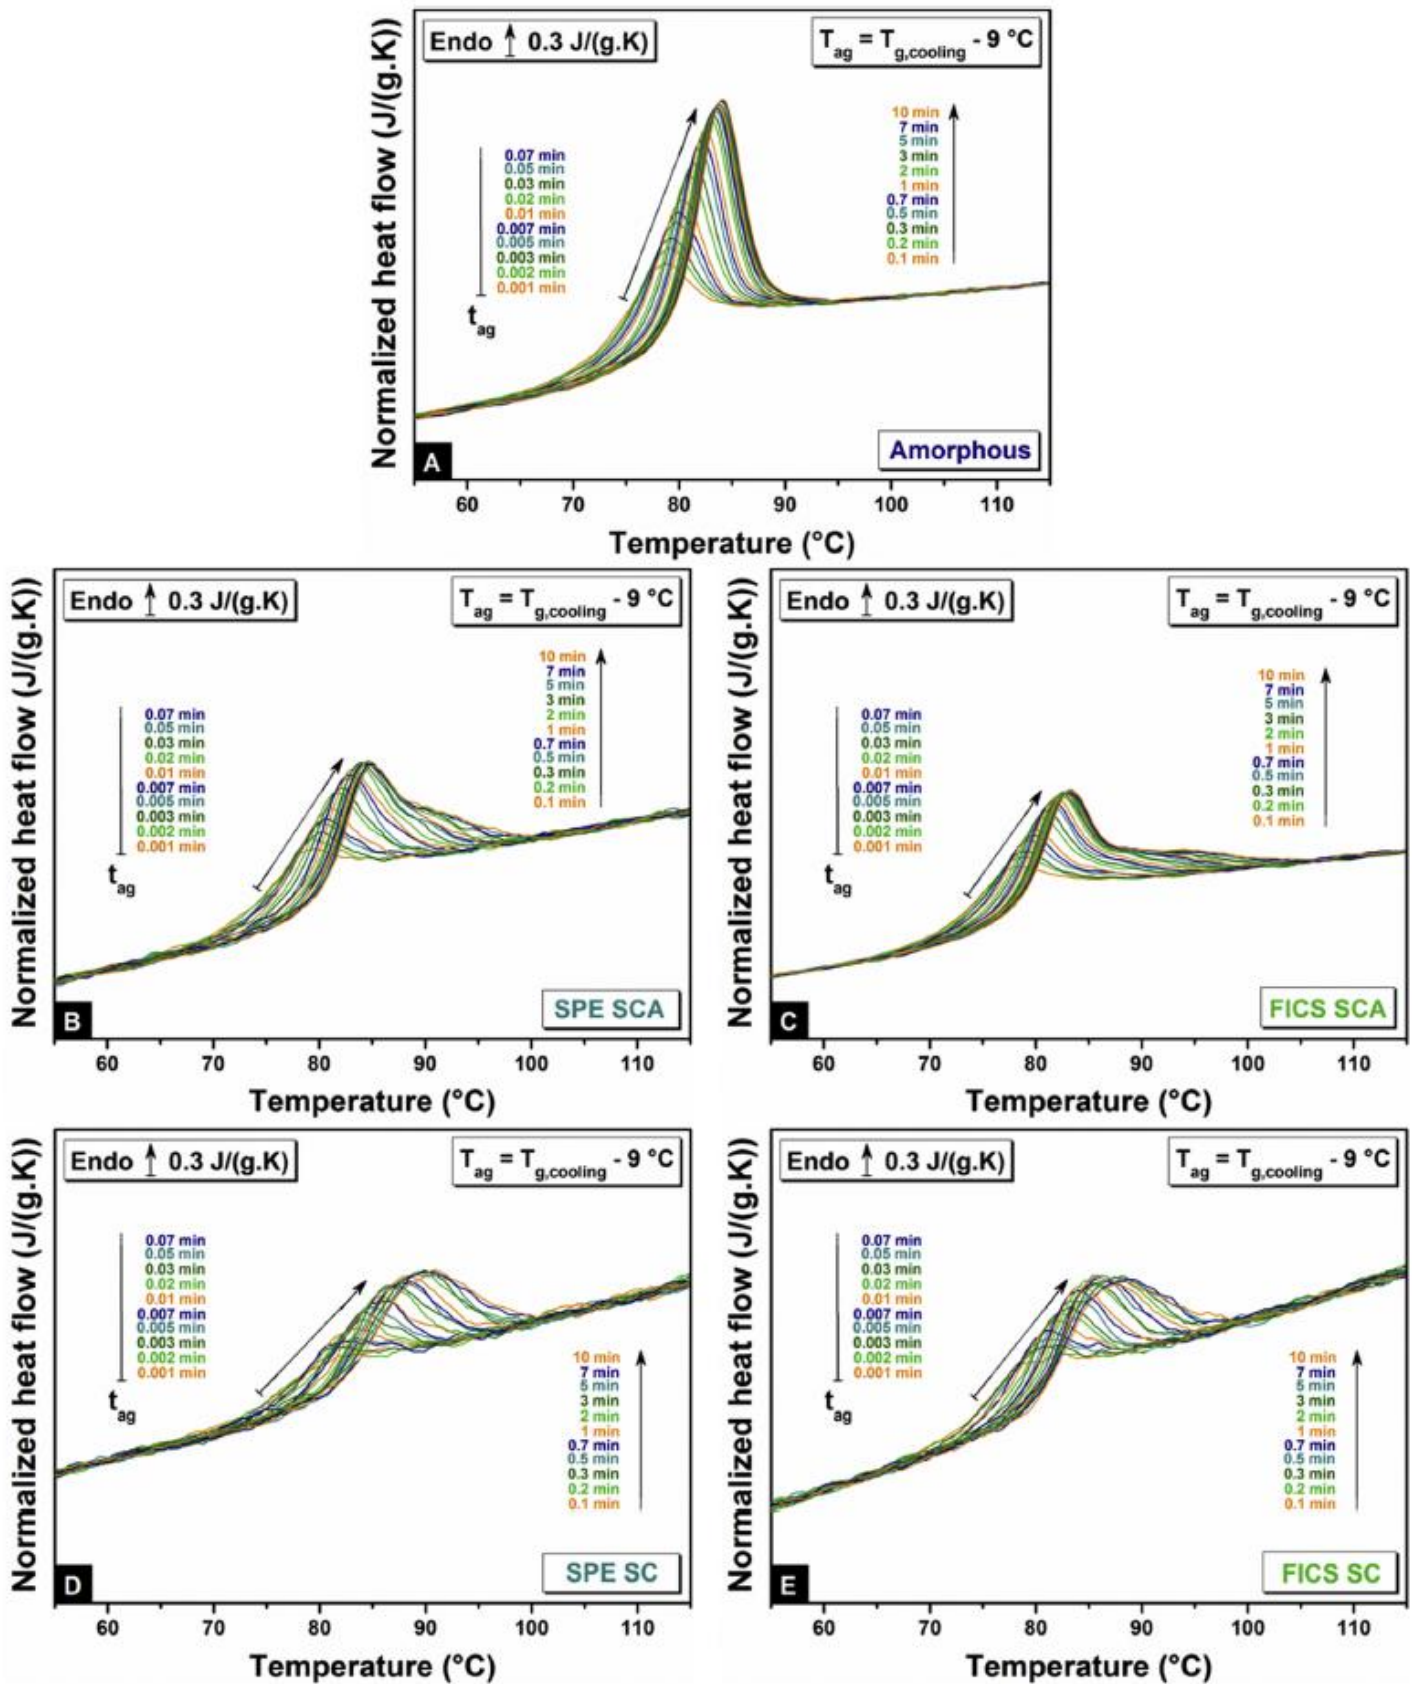 Normalized heat flow (J/(g.K))
Endo ↑ 0.3 J/(g.K)
Tag = Tg,cooling - 9 °C
0.07 min
0.05 min
0.03 min
0.02 min
0.01 min
0.007 min
0.005 min
0.003 min
0.002 min
0.001 min
tag
10 min
7 min
5 min
3 min
2 min
1 min
0.7 min
0.5 min
0.3 min
0.2 min
0.1 min
Amorphous
A
60 70 80 90 100 110
Temperature (°C)
Normalized heat flow (J/(g.K))
Endo ↑ 0.3 J/(g.K)
Tag = Tg,cooling - 9 °C
10 min
7 min
5 min
3 min
2 min
1 min
0.7 min
0.5 min
0.3 min
0.2 min
0.1 min
0.07 min
0.05 min
0.03 min
0.02 min
0.01 min
0.007 min
0.005 min
0.003 min
0.002 min
0.001 min
tag
SPE SCA
B
60 70 80 90 100 110
Temperature (°C)
Normalized heat flow (J/(g.K))
Endo ↑ 0.3 J/(g.K)
Tag = Tg,cooling - 9 °C
10 min
7 min
5 min
3 min
2 min
1 min
0.7 min
0.5 min
0.3 min
0.2 min
0.1 min
0.07 min
0.05 min
0.03 min
0.02 min
0.01 min
0.007 min
0.005 min
0.003 min
0.002 min
0.001 min
tag
FICS SCA
C
60 70 80 90 100 110
Temperature (°C)
Normalized heat flow (J/(g.K))
Endo ↑ 0.3 J/(g.K)
Tag = Tg,cooling - 9 °C
0.07 min
0.05 min
0.03 min
0.02 min
0.01 min
0.007 min
0.005 min
0.003 min
0.002 min
0.001 min
tag
10 min
7 min
5 min
3 min
2 min
1 min
0.7 min
0.5 min
0.3 min
0.2 min
0.1 min
SPE SC
D
60 70 80 90 100 110
Temperature (°C)
Normalized heat flow (J/(g.K))
Endo ↑ 0.3 J/(g.K)
Tag = Tg,cooling - 9 °C
0.07 min
0.05 min
0.03 min
0.02 min
0.01 min
0.007 min
0.005 min
0.003 min
0.002 min
0.001 min
tag
10 min
7 min
5 min
3 min
2 min
1 min
0.7 min
0.5 min
0.3 min
0.2 min
0.1 min
FICS SC
E
60 70 80 90 100 110
Temperature (°C)